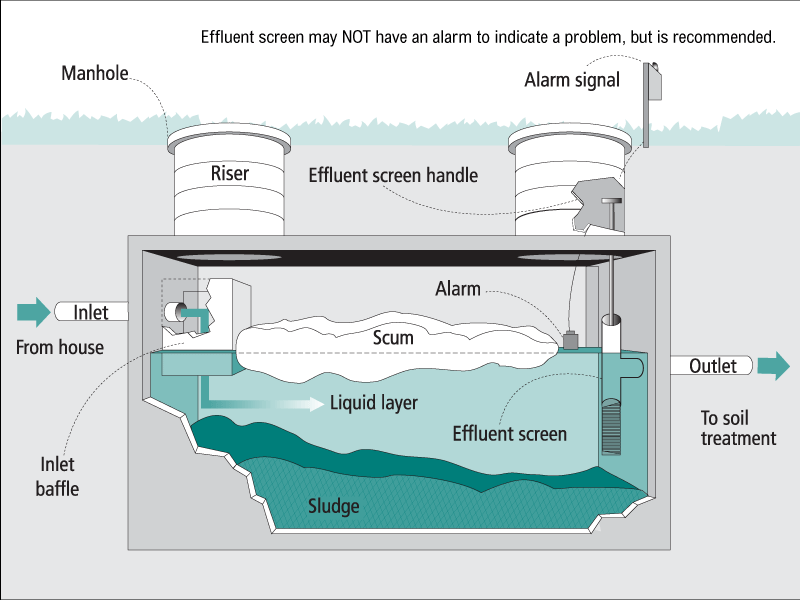 Effluent screen may NOT have an alarm to indicate a problem, but is recommended.
Manhole
Alarm signal
Riser
Effluent screen handle
Alarm
Inlet
Scum
From house
Outlet
Liquid layer
To soil
treatment
Effluent screen
Inlet
baffle
Sludge